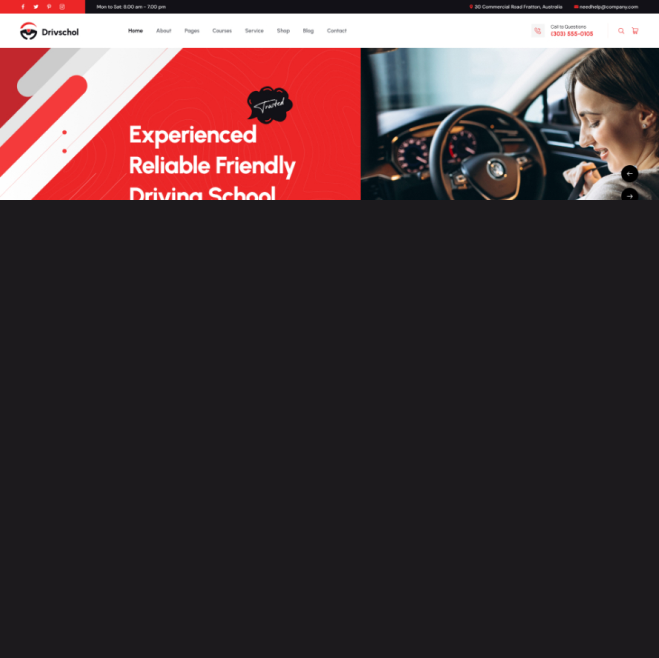 Mon to Sat: 8.00 am - 7.00 pm
30 Commercial Road Fratton, Australia
needhelp@company.com
Drivschol
Home
About
Pages
Courses
Service
Shop
Blog
Contact
Call to Questions
(303) 555-0105
Trusted
Experienced
Reliable Friendly
Driving School